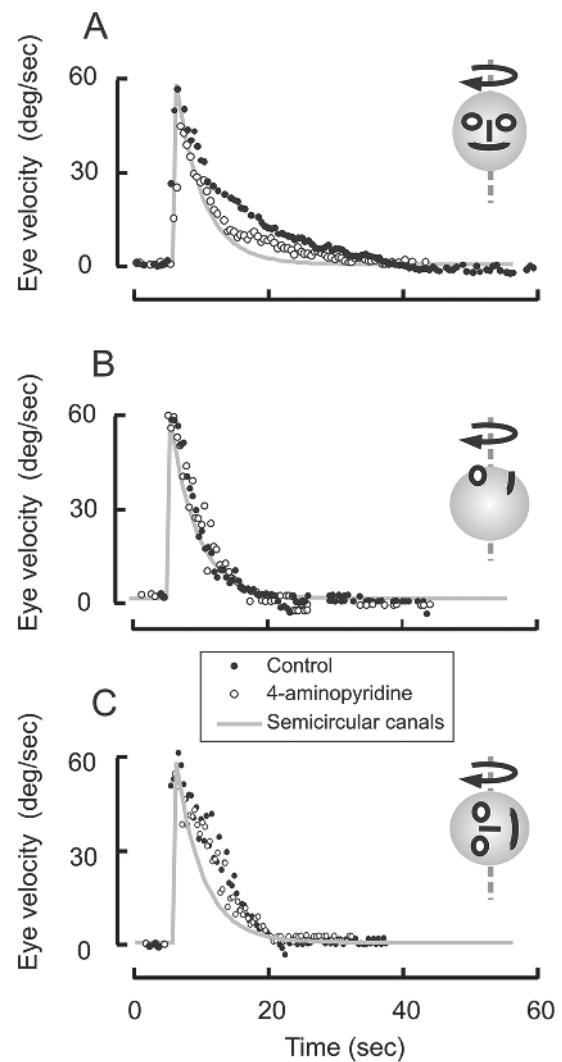 A
Eye velocity (deg/sec)
60
30
0
B
Eye velocity (deg/sec)
60
30
0
Control
4-aminopyridine
Semicircular canals
C
Eye velocity (deg/sec)
60
30
0
0 20 40 60
Time (sec)